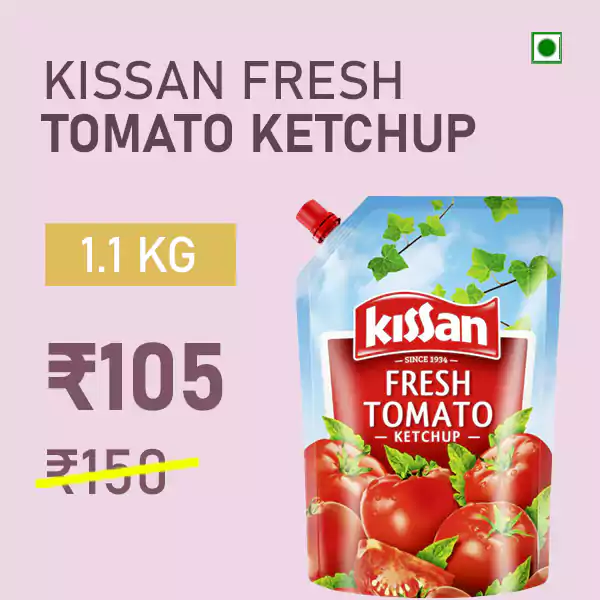 KISSAN FRESH
TOMATO KETCHUP
1.1 KG
₹105
₹150
Kissan
— SINCE 1934 —
FRESH
TOMATO
— KETCHUP —